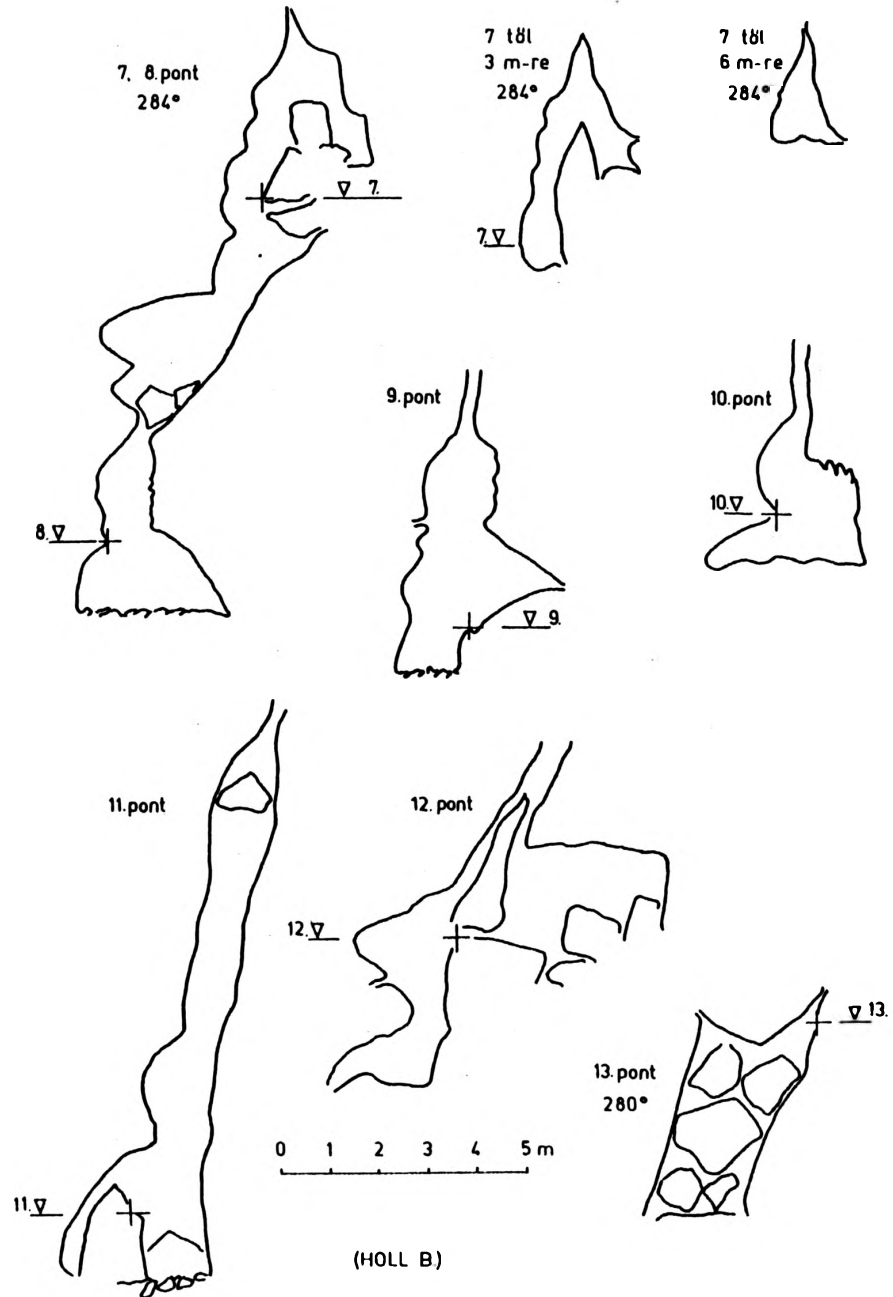 7, 8.pont
284°
7 től
3 m-re
284°
7 től
6 m-re
284°
7.
7.
8.
9.pont
9.
10.pont
10.
11.pont
12.pont
12.
13.
13.pont
280°
0 1 2 3 4 5 m
11.
(HOLL B.)